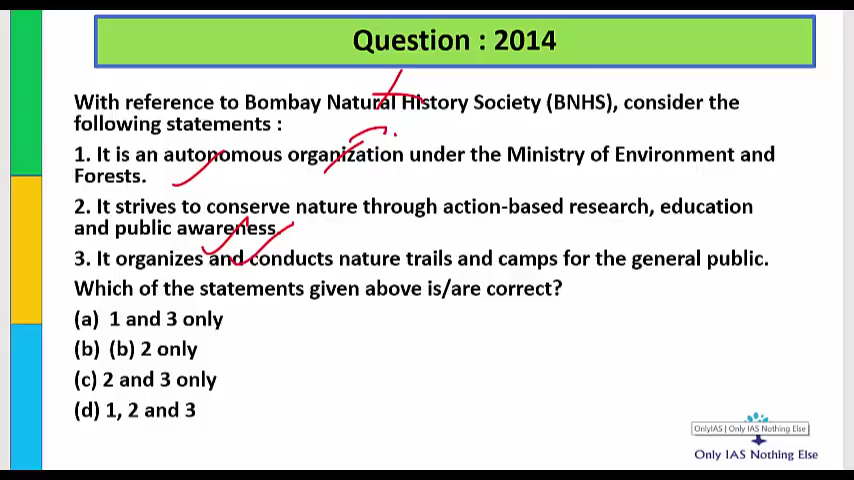 Question : 2014
With reference to Bombay Natural History Society (BNHS), consider the
following statements :
1. It is an autonomous organization under the Ministry of Environment and
Forests.
2. It strives to conserve nature through action-based research, education
and public awareness.
3. It organizes and conducts nature trails and camps for the general public.
Which of the statements given above is/are correct?
(a) 1 and 3 only
(b) (b) 2 only
(c) 2 and 3 only
(d) 1, 2 and 3
OnlyIAS | Only IAS Nothing Else
Only IAS Nothing Else